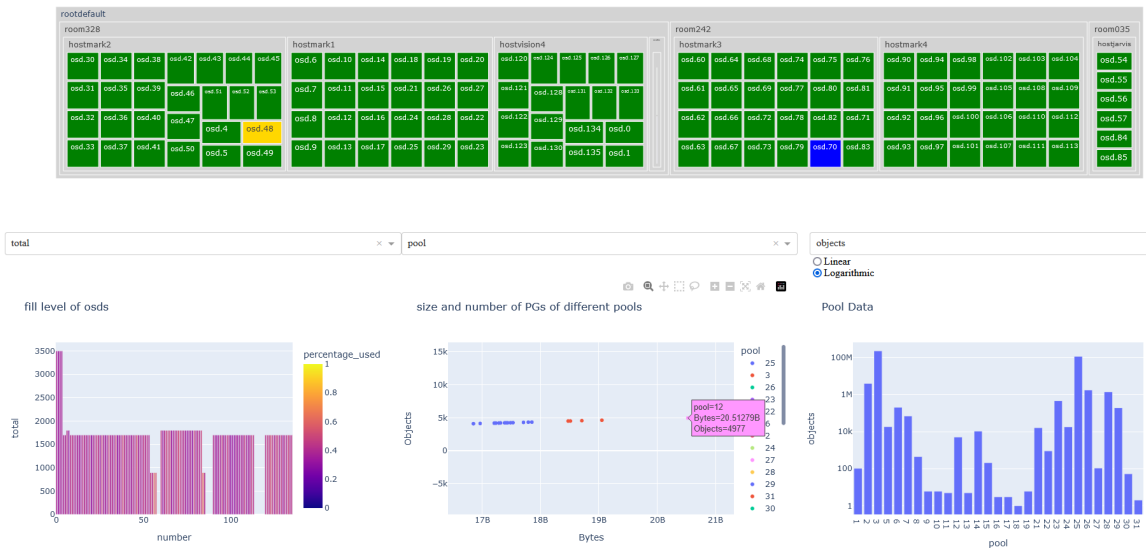 rootdefault
room328 room242 room035
hostmark2 hostmark1 hostvision4 hostmark3 hostmark4 hostjarvis
osd.30 osd.34 osd.38 osd.42 osd.43 osd.44 osd.45 osd.6 osd.10 osd.14 osd.18 osd.19 osd.20 osd.120 osd.124 osd.125 osd.126 osd.127 osd.60 osd.64 osd.68 osd.74 osd.75 osd.76 osd.90 osd.94 osd.98 osd.102 osd.103 osd.104 osd.54
osd.31 osd.35 osd.39 osd.46 osd.51 osd.52 osd.53 osd.7 osd.11 osd.15 osd.21 osd.22 osd.26 osd.121 osd.128 osd.131 osd.132 osd.133 osd.61 osd.65 osd.69 osd.77 osd.80 osd.81 osd.91 osd.95 osd.99 osd.105 osd.108 osd.109 osd.55
osd.56
osd.32 osd.36 osd.40 osd.47 osd.4 osd.48 osd.8 osd.12 osd.16 osd.24 osd.27 osd.28 osd.122 osd.129 osd.134 osd.0 osd.62 osd.66 osd.72 osd.78 osd.82 osd.71 osd.92 osd.96 osd.100 osd.106 osd.110 osd.112 osd.57
osd.84
osd.33 osd.37 osd.41 osd.50 osd.5 osd.49 osd.9 osd.13 osd.17 osd.25 osd.29 osd.23 osd.123 osd.130 osd.135 osd.1 osd.63 osd.67 osd.73 osd.79 osd.70 osd.83 osd.93 osd.97 osd.101 osd.107 osd.111 osd.113 osd.85
total × pool × objects
Linear
Logarithmic
fill level of osds
percentage_used
1
0.8
0.6
0.4
0.2
0
total
3500
3000
2500
2000
1500
1000
500
0
0 50 100
number
size and number of PGs of different pools
Objects
15k
10k
5k
0
−5k
17B 18B 19B 20B 21B
Bytes
pool=12
Bytes=20.51279B
Objects=4977
pool
25
3
26
23
22
6
2
24
27
28
29
31
30
Pool Data
objects
100M
1M
10k
100
1
1 2 3 5 6 7 8 9 10 11 12 13 14 15 16 17 18 19 21 22 23 24 25 26 27 28 29 30 31
pool